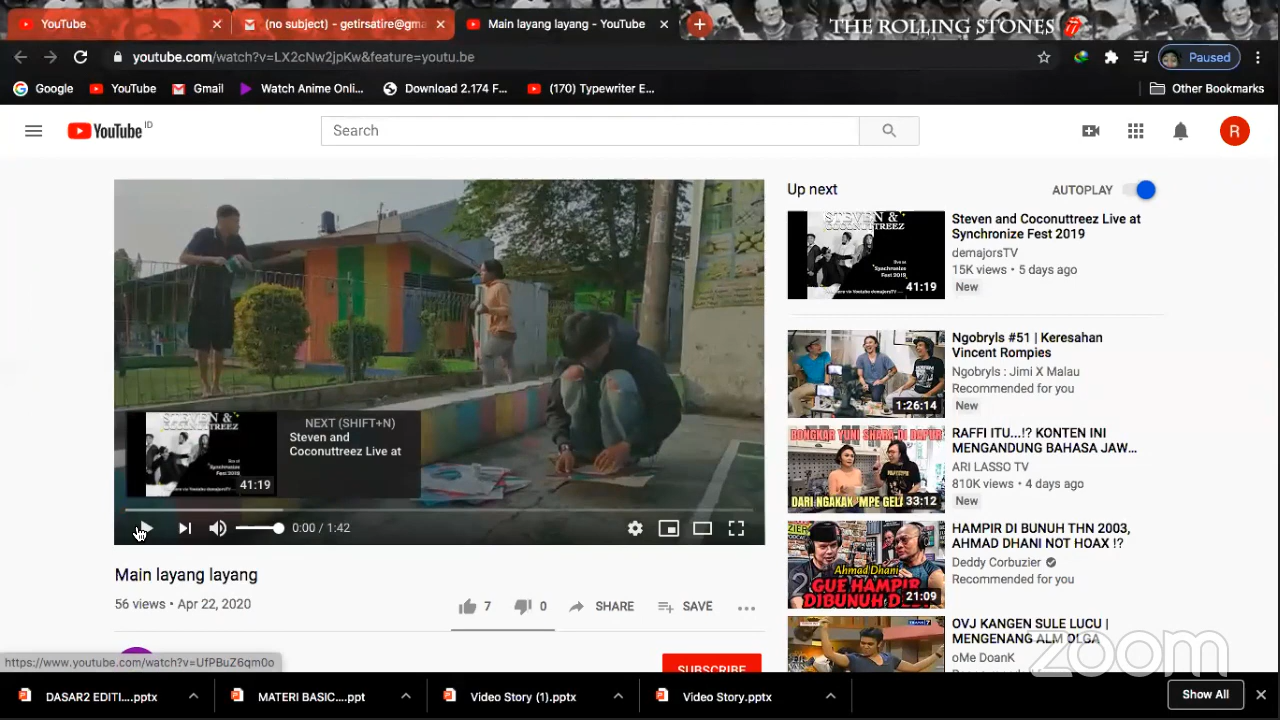 YouTube
(no subject) - getirsatire@gma
Main layang layang - YouTube
THE ROLLING STONES
youtube.com/watch?v=LX2cNw2jpKw&feature=youtu.be
Paused
Google
YouTube
Gmail
Watch Anime Onli...
Download 2.174 F...
(170) Typewriter E...
Other Bookmarks
YouTube ID
Search
R
Up next
AUTOPLAY
STEVEN &
COCONUTTREEZ
41:19
Steven and Coconuttreez Live at
Synchronize Fest 2019
demajorsTV
15K views • 5 days ago
New
1:26:14
Ngobryls #51 | Keresahan
Vincent Rompies
Ngobryls : Jimi X Malau
Recommended for you
New
BONGKAR YUNI SHARA DI DAPUR
DARI NGAKAK 'MPE GELI
33:12
RAFFI ITU...!? KONTEN INI
MENGANDUNG BAHASA JAW...
ARI LASSO TV
810K views • 4 days ago
New
Ahmad Dhani
GUE HAMPIR
DIBUNUH
21:09
HAMPIR DI BUNUH THN 2003,
AHMAD DHANI NOT HOAX !?
Deddy Corbuzier
Recommended for you
OVJ KANGEN SULE LUCU |
MENGENANG ALM OLGA
oMe DoanK
STEVEN &
COCONUTTREEZ
41:19
NEXT (SHIFT+N)
Steven and
Coconuttreez Live at
0:00 / 1:42
Main layang layang
56 views • Apr 22, 2020
7
0
SHARE
SAVE
SUBSCRIBE
zoom
https://www.youtube.com/watch?v=UfPBuZ6qm0o
DASAR2 EDITI....pptx
MATERI BASIC....ppt
Video Story (1).pptx
Video Story.pptx
Show All